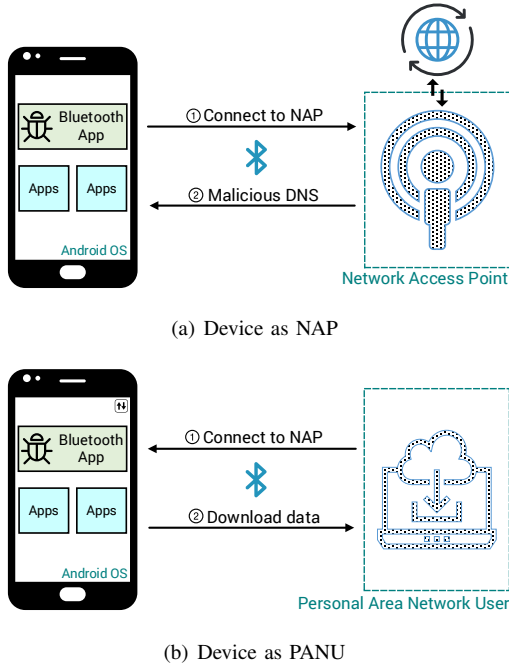 Bluetooth
App
Apps
Apps
Android OS
① Connect to NAP
② Malicious DNS
Network Access Point
(a) Device as NAP
Bluetooth
App
Apps
Apps
Android OS
① Connect to NAP
② Download data
Personal Area Network User
(b) Device as PANU